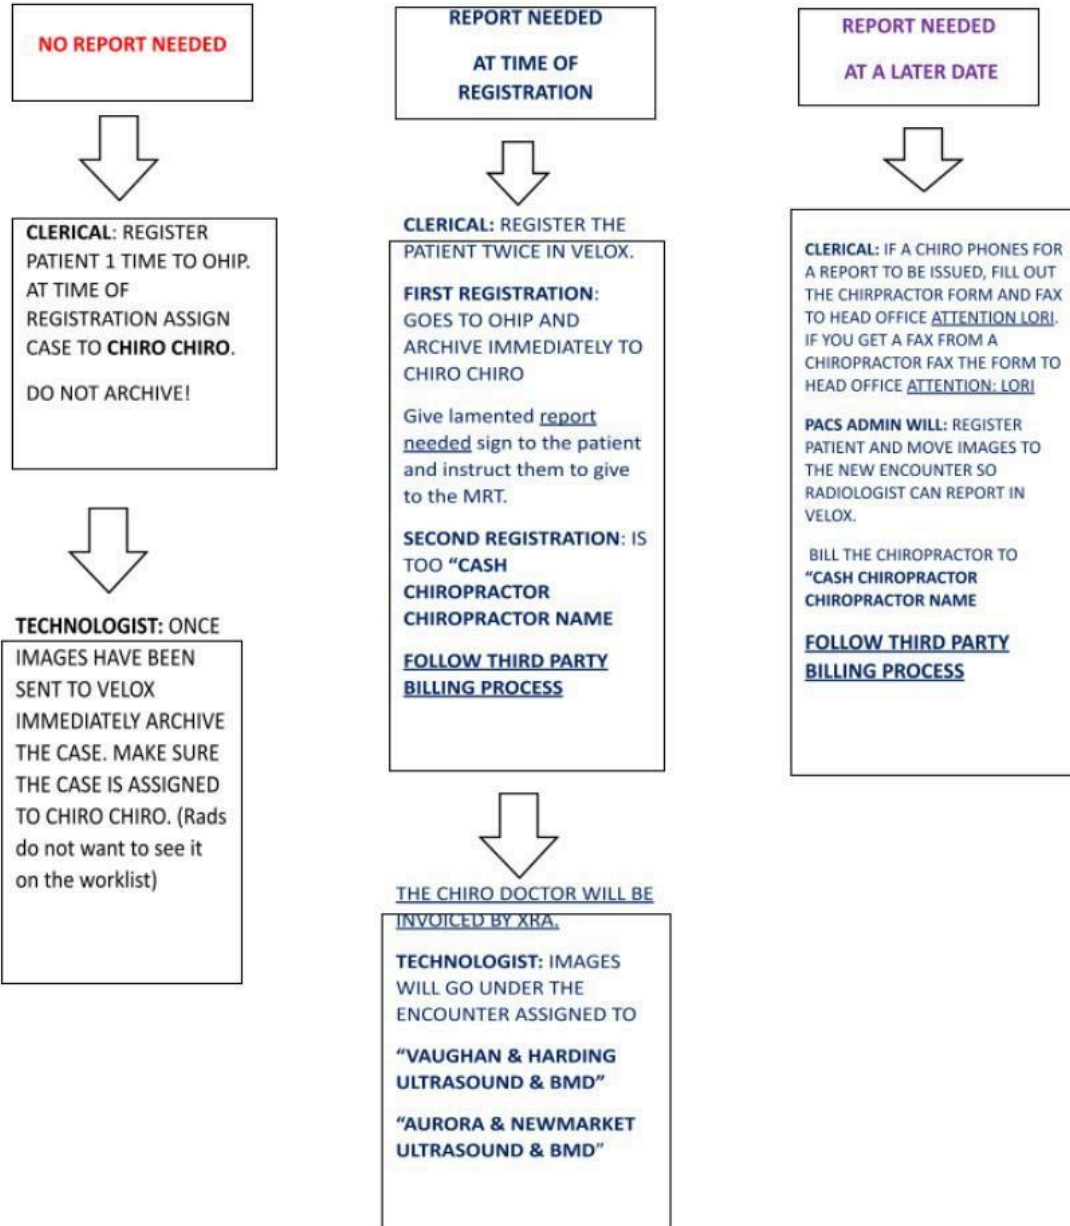 NO REPORT NEEDED
CLERICAL: REGISTER
PATIENT 1 TIME TO OHIP.
AT TIME OF
REGISTRATION ASSIGN
CASE TO CHIRO CHIRO.
DO NOT ARCHIVE!
TECHNOLOGIST: ONCE
IMAGES HAVE BEEN
SENT TO VELOX
IMMEDIATELY ARCHIVE
THE CASE. MAKE SURE
THE CASE IS ASSIGNED
TO CHIRO CHIRO. (Rads
do not want to see it
on the worklist)
REPORT NEEDED
AT TIME OF
REGISTRATION
CLERICAL: REGISTER THE
PATIENT TWICE IN VELOX.
FIRST REGISTRATION:
GOES TO OHIP AND
ARCHIVE IMMEDIATELY TO
CHIRO CHIRO
Give lamented report
needed sign to the patient
and instruct them to give
to the MRT.
SECOND REGISTRATION: IS
TOO “CASH
CHIROPRACTOR
CHIROPRACTOR NAME
FOLLOW THIRD PARTY
BILLING PROCESS
THE CHIRO DOCTOR WILL BE
INVOICED BY XRA.
TECHNOLOGIST: IMAGES
WILL GO UNDER THE
ENCOUNTER ASSIGNED TO
“VAUGHAN & HARDING
ULTRASOUND & BMD”
“AURORA & NEWMARKET
ULTRASOUND & BMD”
REPORT NEEDED
AT A LATER DATE
CLERICAL: IF A CHIRO PHONES FOR
A REPORT TO BE ISSUED, FILL OUT
THE CHIRPRACTOR FORM AND FAX
TO HEAD OFFICE ATTENTION LORI.
IF YOU GET A FAX FROM A
CHIROPRACTOR FAX THE FORM TO
HEAD OFFICE ATTENTION: LORI
PACS ADMIN WILL: REGISTER
PATIENT AND MOVE IMAGES TO
THE NEW ENCOUNTER SO
RADIOLOGIST CAN REPORT IN
VELOX.
BILL THE CHIROPRACTOR TO
“CASH CHIROPRACTOR
CHIROPRACTOR NAME
FOLLOW THIRD PARTY
BILLING PROCESS